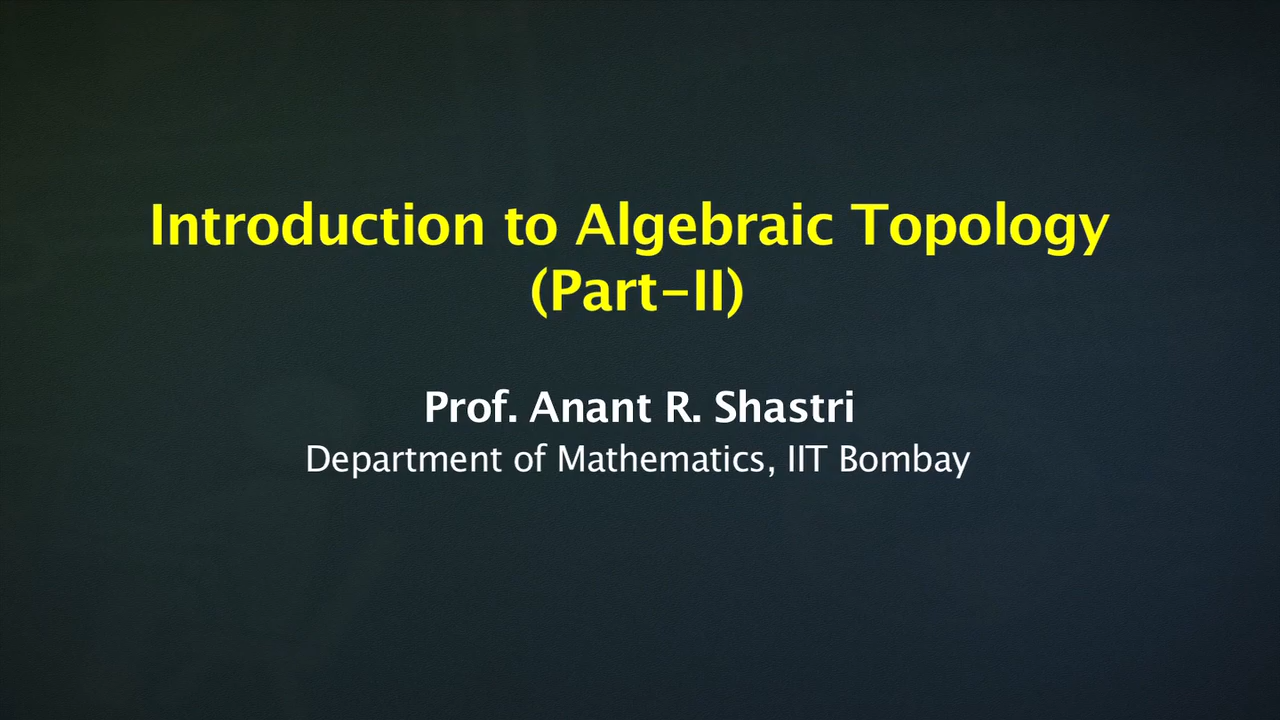 Introduction to Algebraic Topology
(Part-II)
Prof. Anant R. Shastri
Department of Mathematics, IIT Bombay